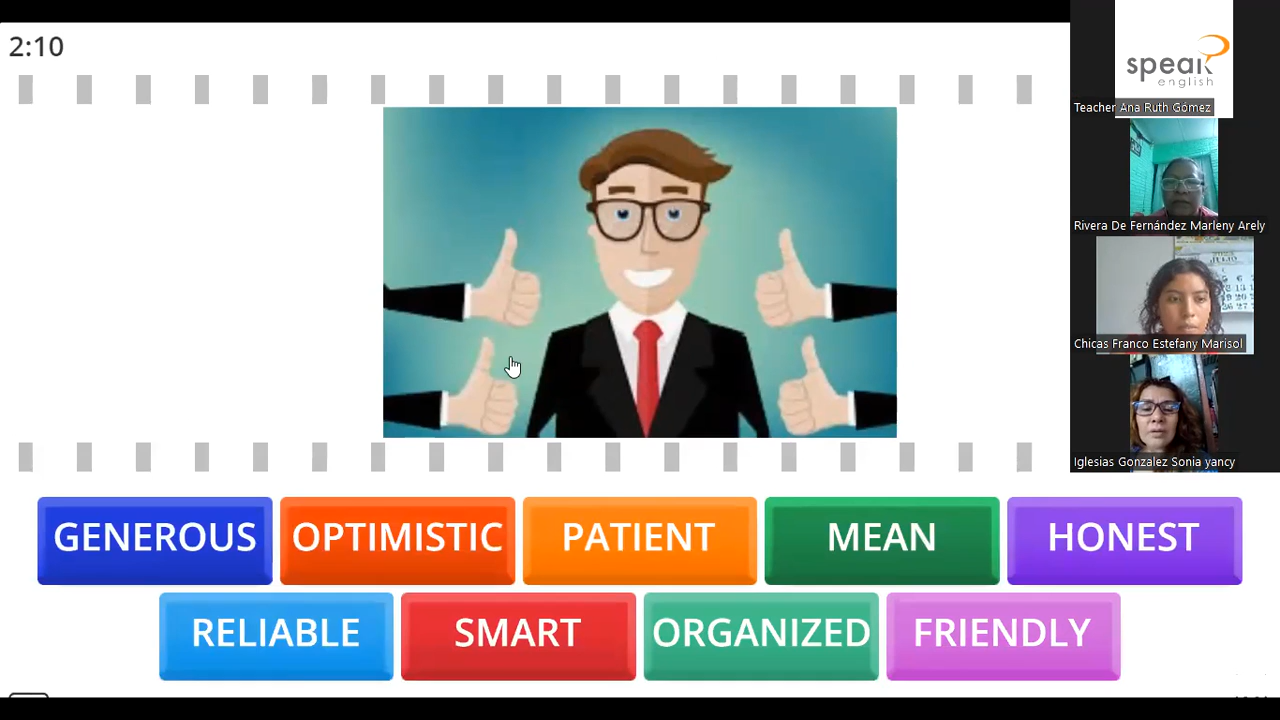 2:10
speak
english
Teacher Ana Ruth Gómez
Rivera De Fernández Marleny Arely
JULIO
Chicas Franco Estefany Marisol
Iglesias Gonzalez Sonia yancy
GENEROUS
OPTIMISTIC
PATIENT
MEAN
HONEST
RELIABLE
SMART
ORGANIZED
FRIENDLY